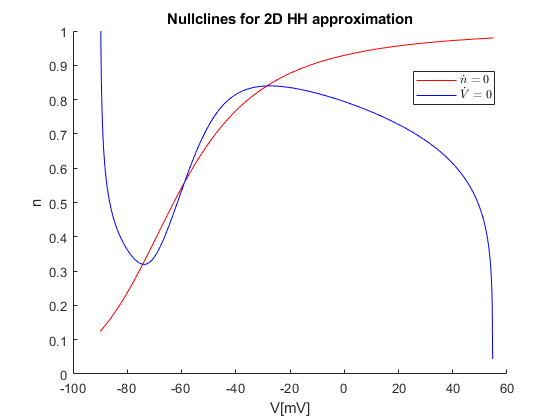 Nullclines for 2D HH approximation
1
0.9
0.8
0.7
0.6
0.5
0.4
0.3
0.2
0.1
0
n
ṅ = 0
V̇ = 0
-100 -80 -60 -40 -20 0 20 40 60
V[mV]